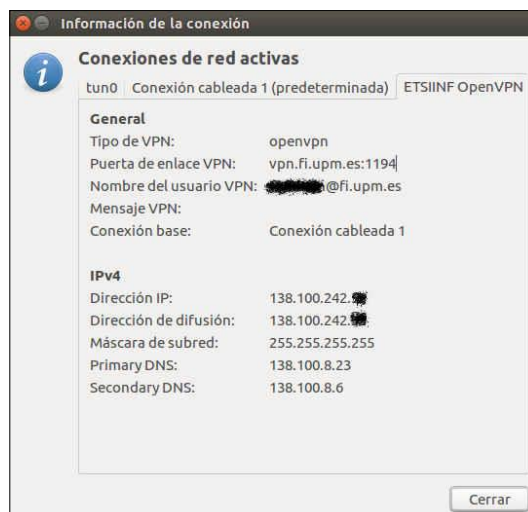 Información de la conexión
Conexiones de red activas
tun0 Conexión cableada 1 (predeterminada) ETSIINF OpenVPN
General
Tipo de VPN: openvpn
Puerta de enlace VPN: vpn.fi.upm.es:1194
Nombre del usuario VPN: @fi.upm.es
Mensaje VPN:
Conexión base: Conexión cableada 1
IPv4
Dirección IP: 138.100.242.
Dirección de difusión: 138.100.242.
Máscara de subred: 255.255.255.255
Primary DNS: 138.100.8.23
Secondary DNS: 138.100.8.6
Cerrar